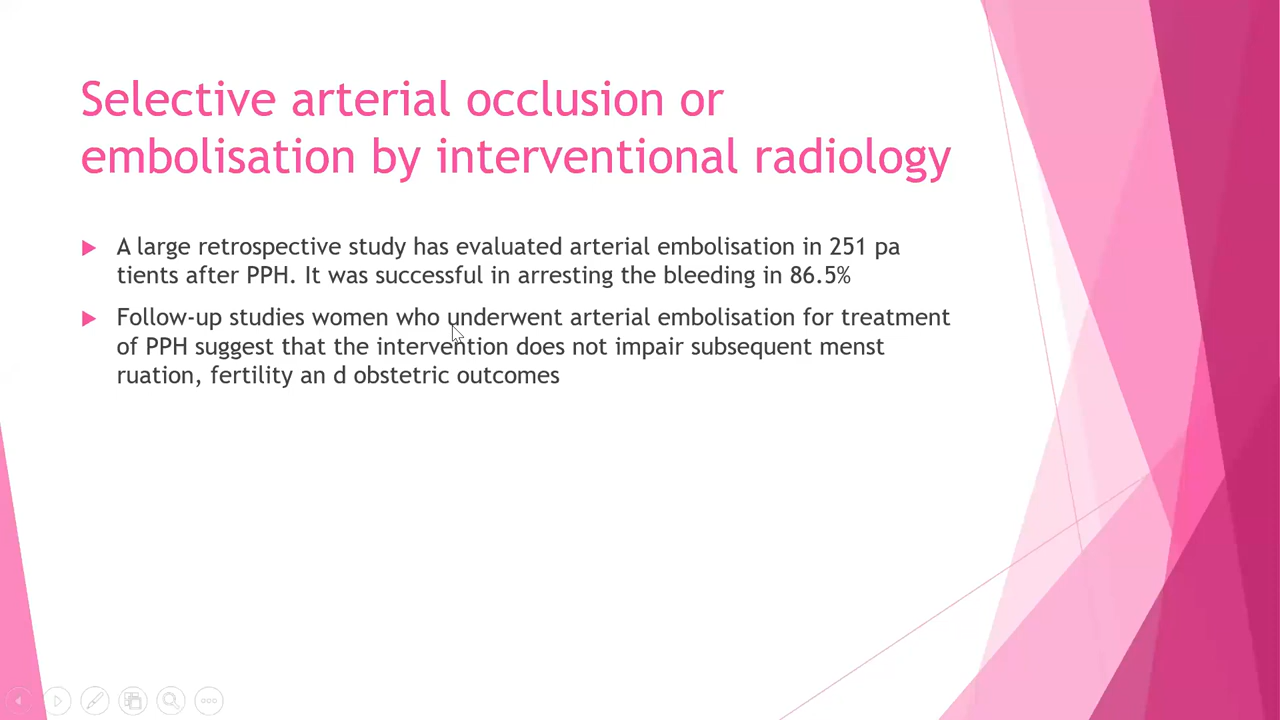 Selective arterial occlusion or
embolisation by interventional radiology
A large retrospective study has evaluated arterial embolisation in 251 pa
tients after PPH. It was successful in arresting the bleeding in 86.5%
Follow-up studies women who underwent arterial embolisation for treatment
of PPH suggest that the intervention does not impair subsequent menst
ruation, fertility an d obstetric outcomes